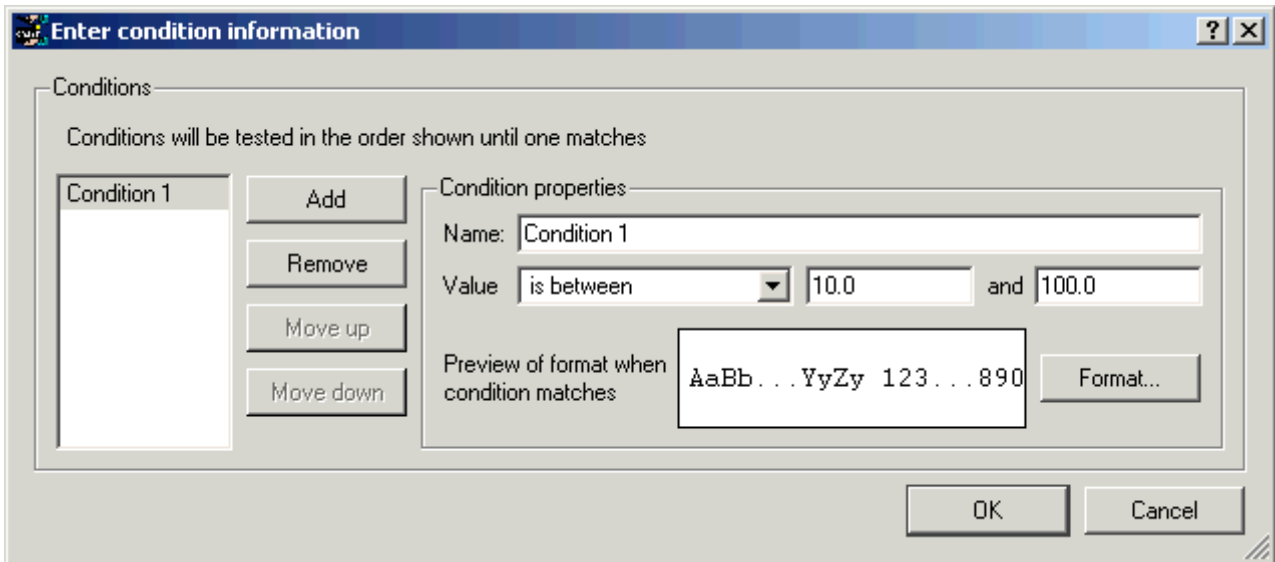 Enter condition information
Conditions
Conditions will be tested in the order shown until one matches
Condition 1
Add
Remove
Move up
Move down
Condition properties
Name: Condition 1
Value is between 10.0 and 100.0
Preview of format when
condition matches
AaBb...YyZy 123...890
Format...
OK Cancel